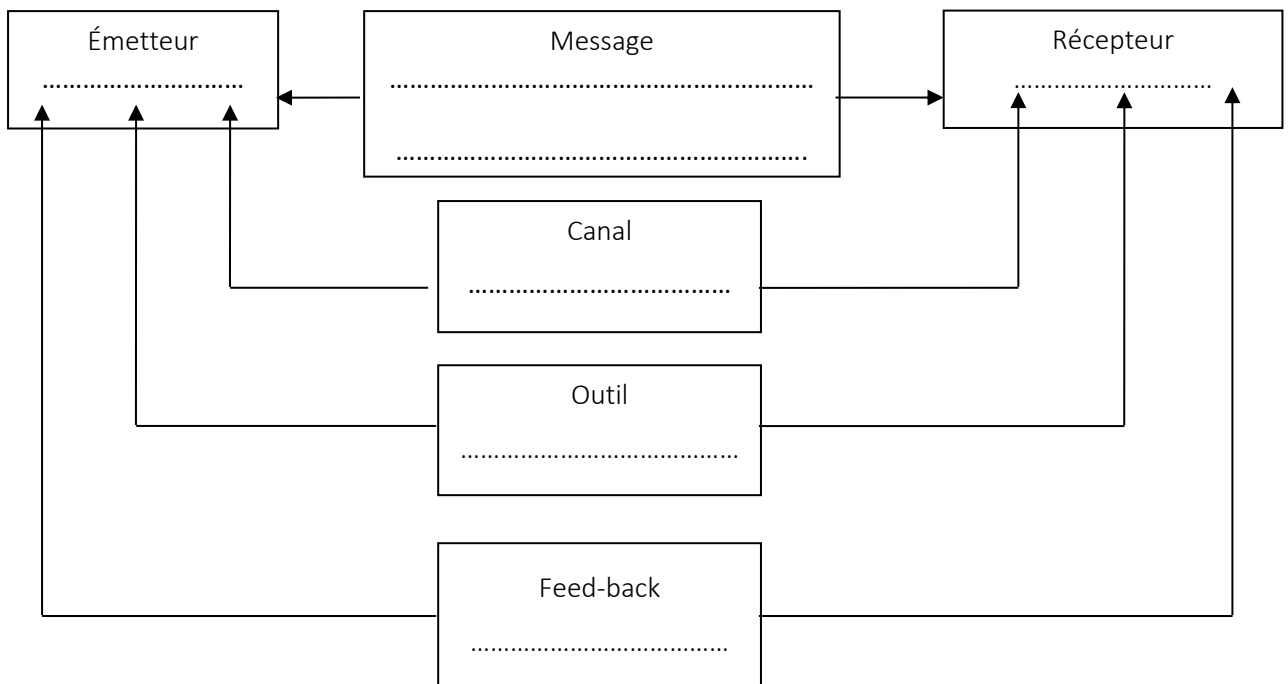 Émetteur
..............................
Message
................................................................
..............................................................
Récepteur
..............................
Canal
........................................
Outil
..........................................
Feed-back
.......................................